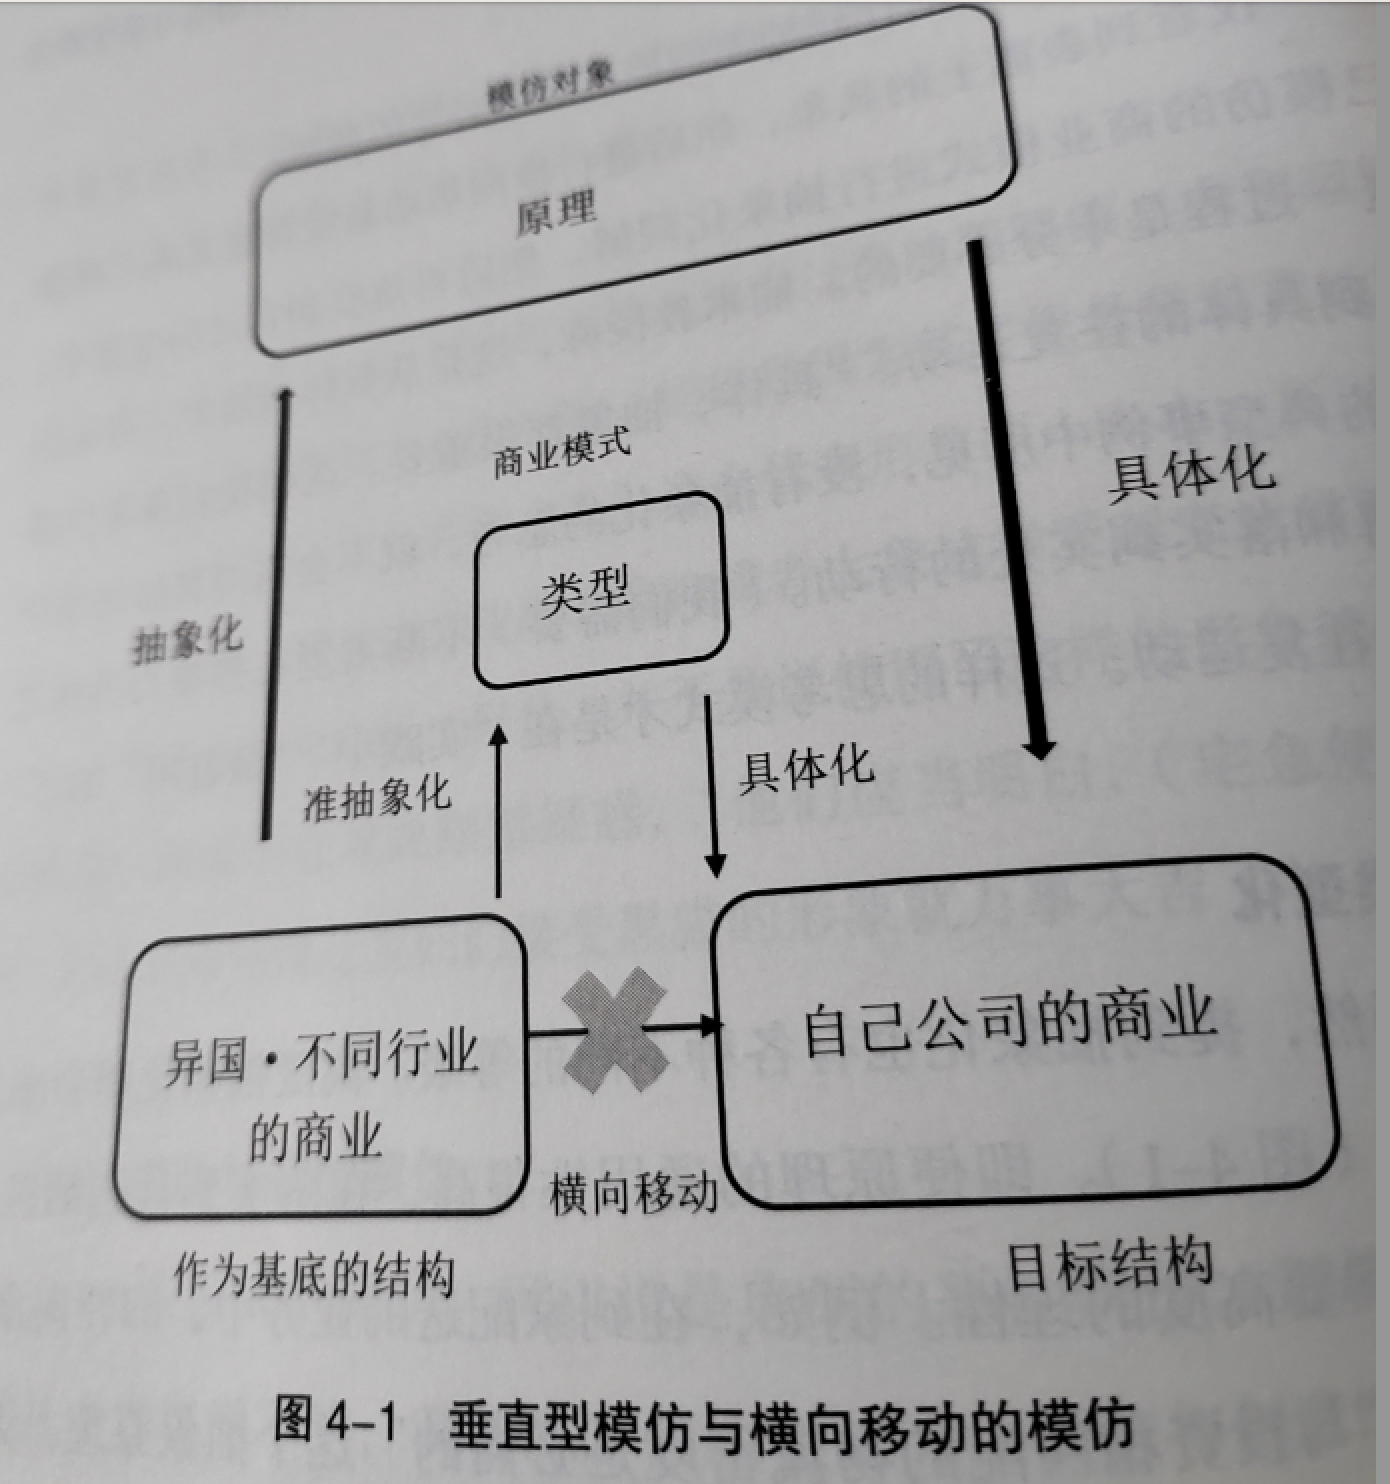 模仿对象
原理
商业模式
类型
抽象化
具体化
准抽象化
具体化
异国·不同行业
的商业
自己公司的商业
横向移动
作为基底的结构
目标结构
图4-1 垂直型模仿与横向移动的模仿